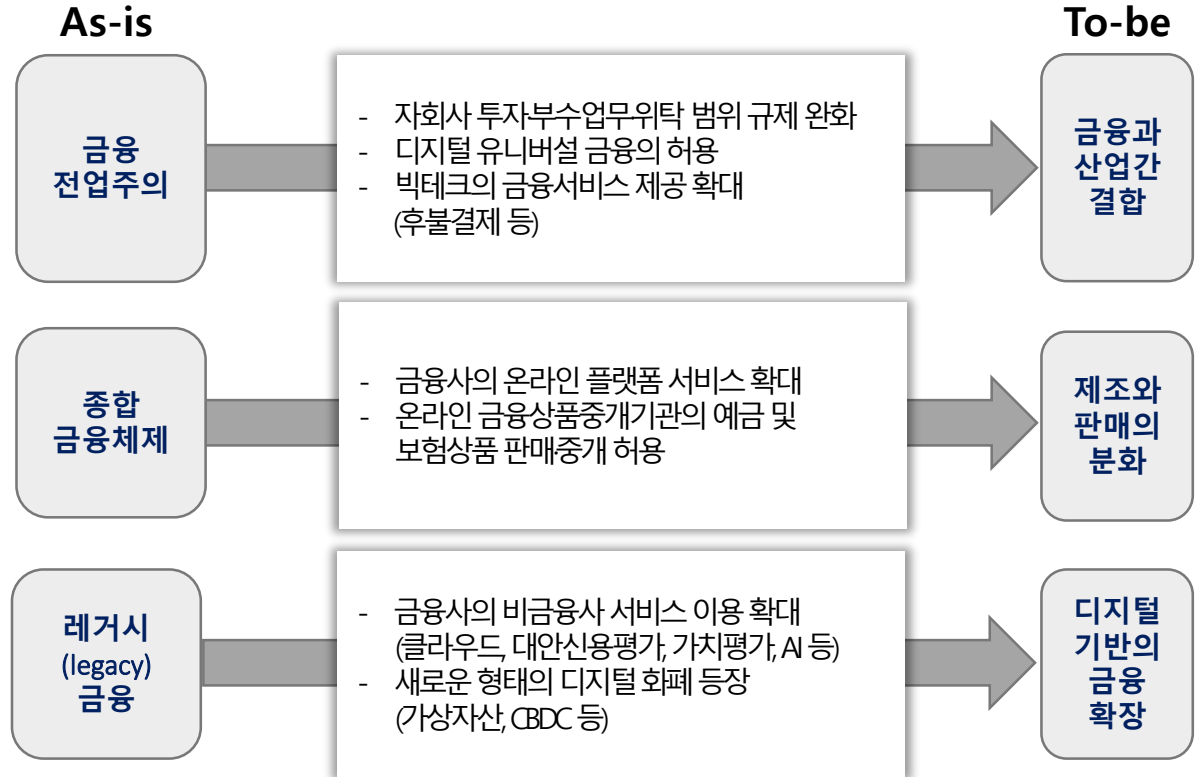 As-is
To-be
금융
전업주의
- 자회사 투자·부수업무·위탁 범위 규제 완화
- 디지털 유니버설 금융의 허용
- 빅테크의 금융서비스 제공 확대
(후불결제 등)
금융과
산업간
결합
종합
금융체제
- 금융사의 온라인 플랫폼 서비스 확대
- 온라인 금융상품중개기관의 예금 및
보험상품 판매·중개 허용
제조와
판매의
분화
레거시
(legacy)
금융
- 금융사의 비금융사 서비스 이용 확대
(클라우드, 대안신용평가, 가치평가, AI 등)
- 새로운 형태의 디지털 화폐 등장
(가상자산, CBDC 등)
디지털
기반의
금융
확장